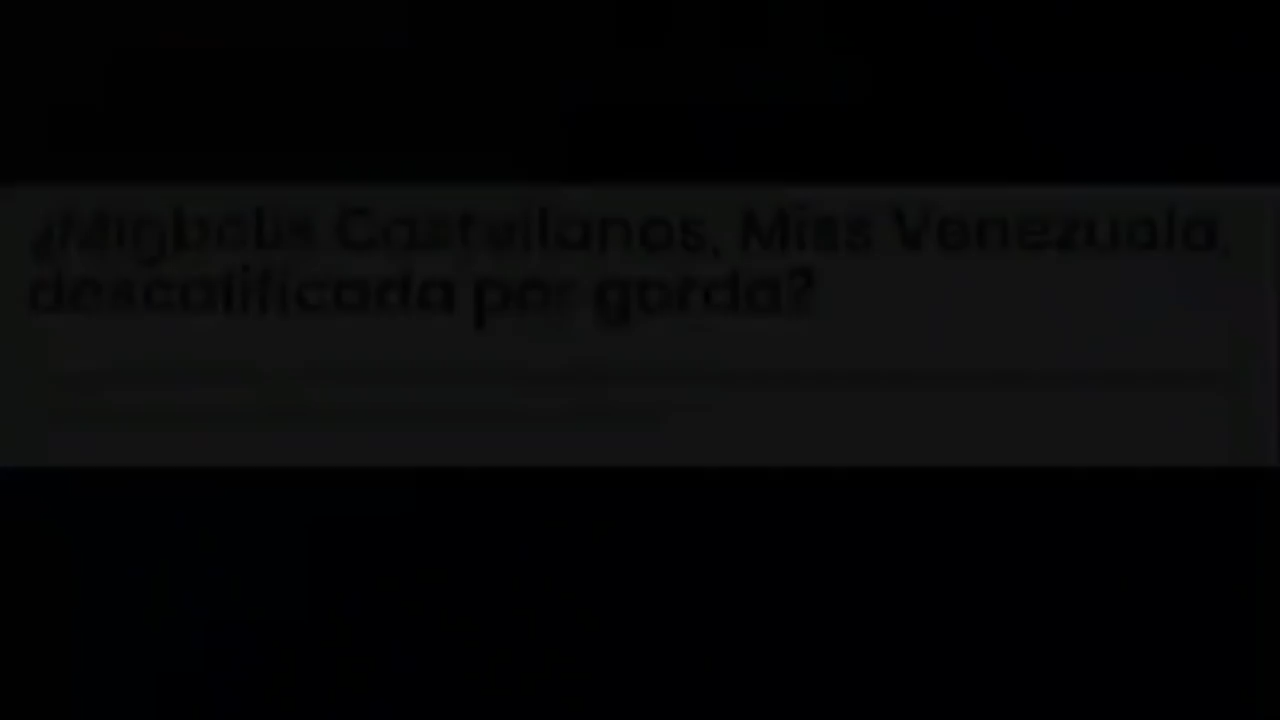 ¿Migbelis Castellanos, Miss Venezuela,
descalificada por gorda?